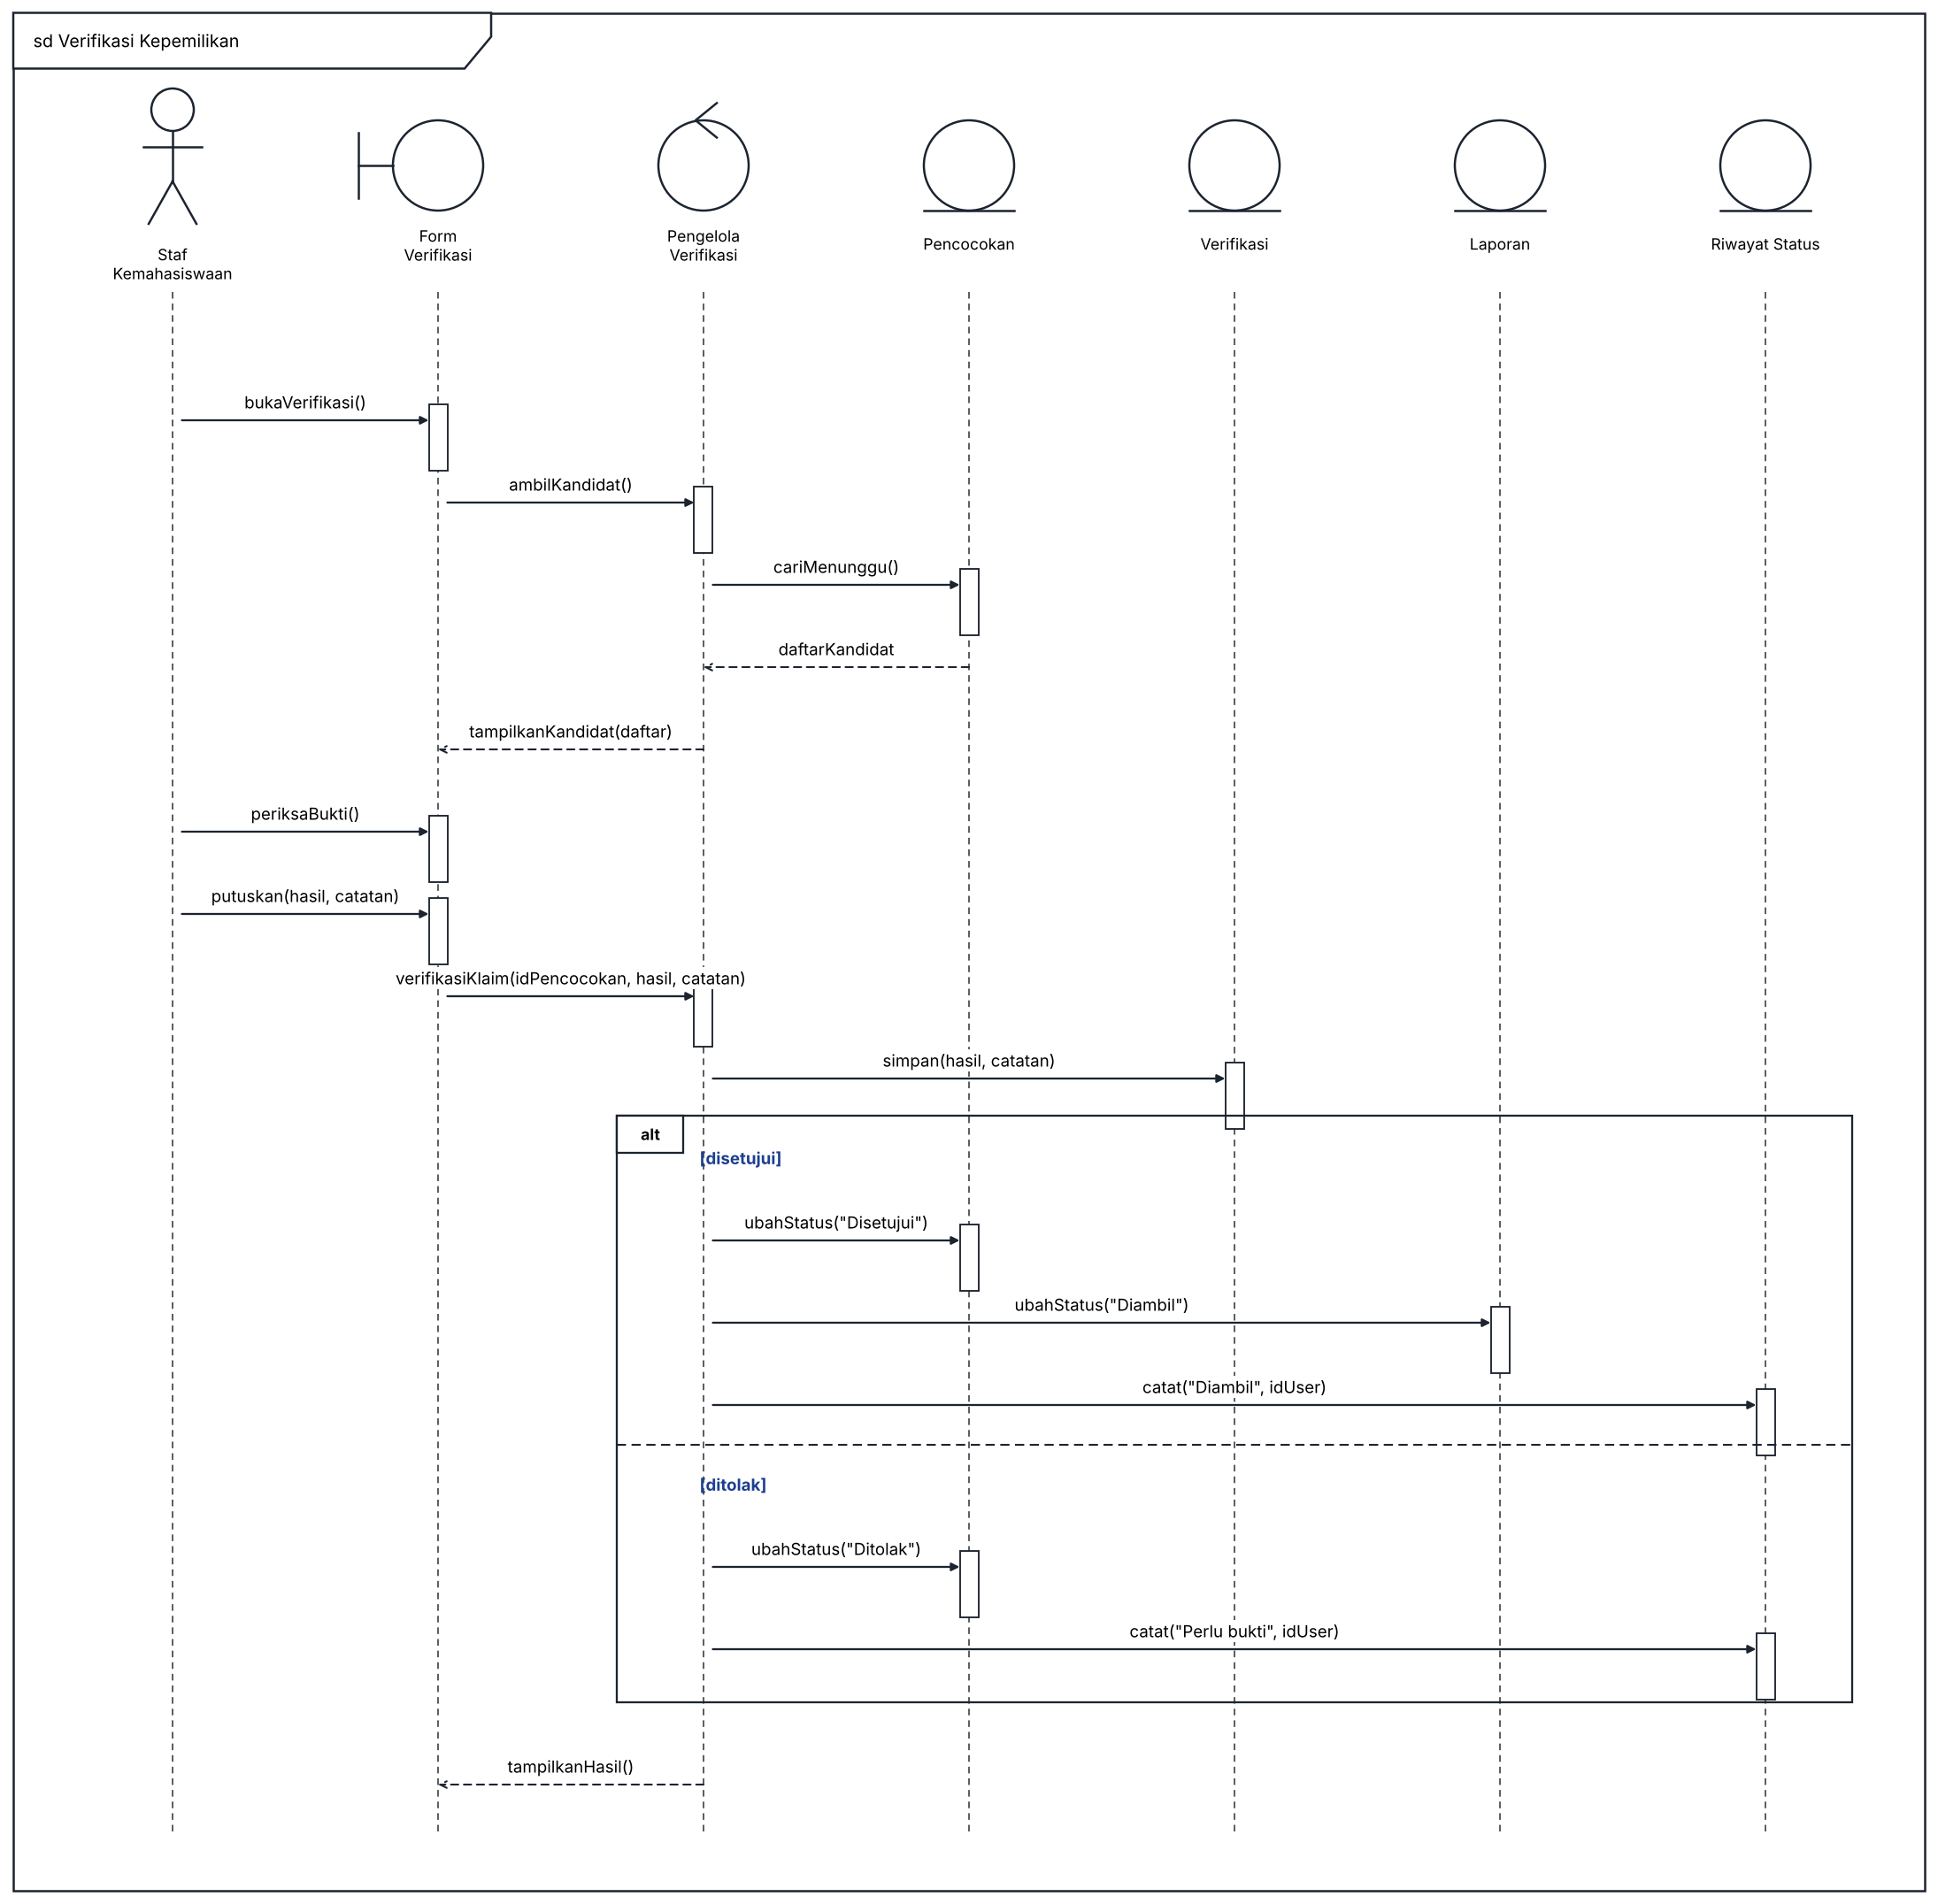 sd Verifikasi Kepemilikan
Staf
Kemahasiswaan
Form
Verifikasi
Pengelola
Verifikasi
Pencocokan
Verifikasi
Laporan
Riwayat Status
bukaVerifikasi()
ambilKandidat()
cariMenunggu()
daftarKandidat
tampilkanKandidat(daftar)
periksaBukti()
putuskan(hasil, catatan)
verifikasiKlaim(idPencocokan, hasil, catatan)
simpan(hasil, catatan)
alt
[disetujui]
ubahStatus("Disetujui")
ubahStatus("Diambil")
catat("Diambil", idUser)
[ditolak]
ubahStatus("Ditolak")
catat("Perlu bukti", idUser)
tampilkanHasil()